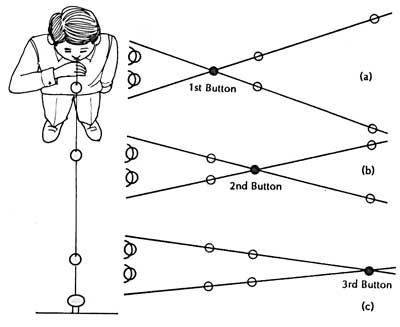 (a)
1st Button
(b)
2nd Button
3rd Button
(c)